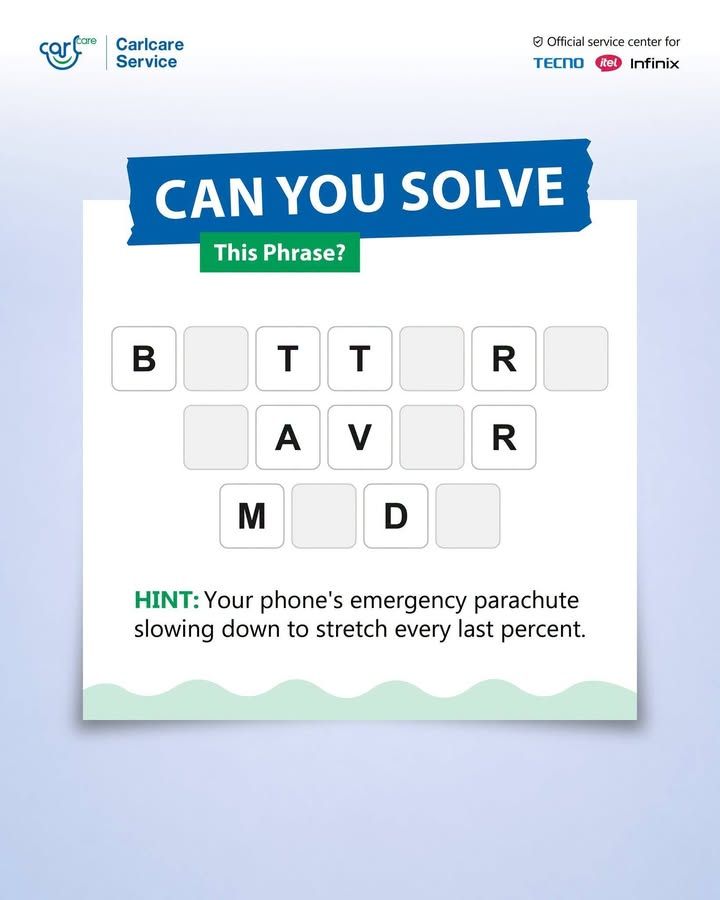 carlcare
Carlcare
Service
Official service center for
TECNO itel Infinix
CAN YOU SOLVE
This Phrase?
B T T R
A V R
M D
HINT: Your phone's emergency parachute
slowing down to stretch every last percent.